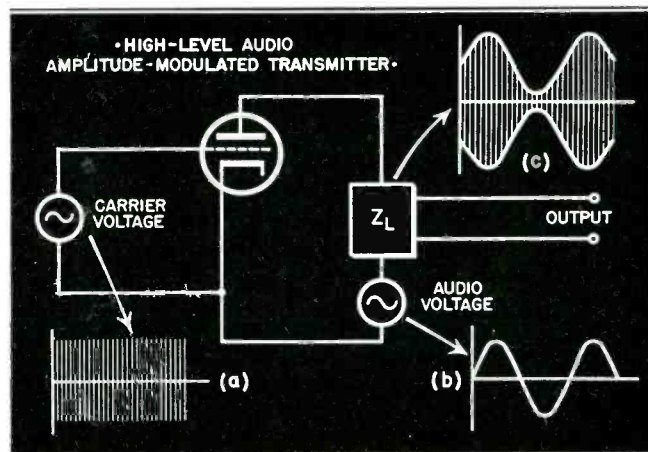 •HIGH-LEVEL AUDIO
AMPLITUDE-MODULATED TRANSMITTER•
(c)
CARRIER
VOLTAGE
Z_L
OUTPUT
AUDIO
VOLTAGE
(a)
(b)